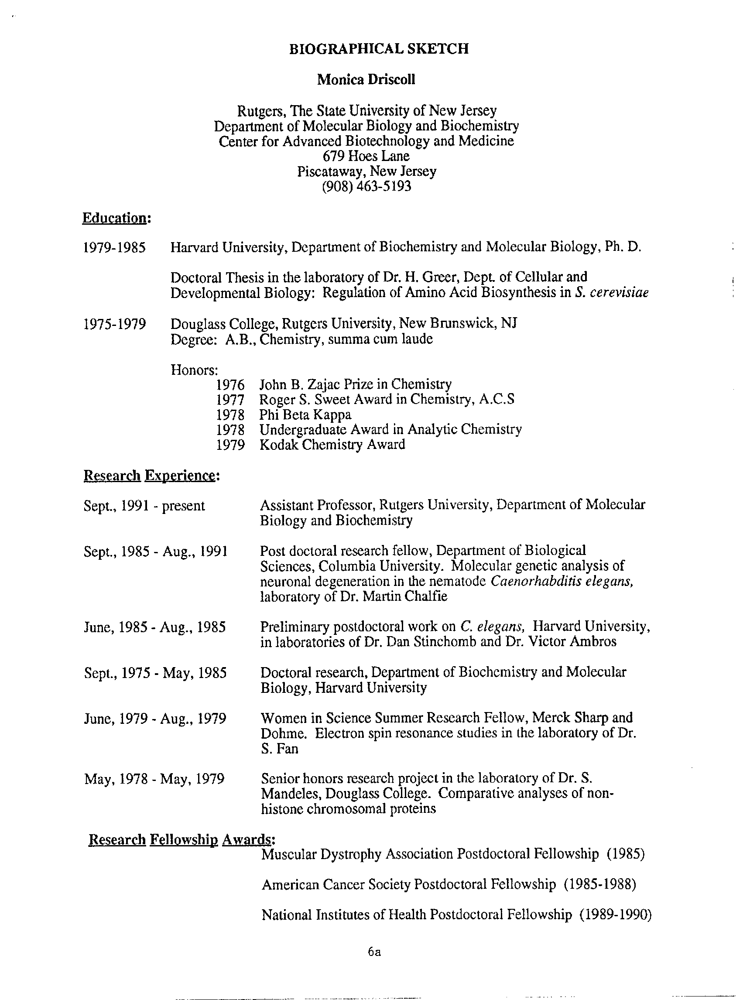 BIOGRAPHICAL SKETCH
Monica Driscoll
Rutgers, The State University of New Jersey
Department of Molecular Biology and Biochemistry
Center for Advanced Biotechnology and Medicine
679 Hoes Lane
Piscataway, New Jersey
(908) 463-5193
Education:
1979-1985 Harvard University, Department of Biochemistry and Molecular Biology, Ph. D.
Doctoral Thesis in the laboratory of Dr. H. Greer, Dept. of Cellular and
Developmental Biology: Regulation of Amino Acid Biosynthesis in S. cerevisiae
1975-1979 Douglass College, Rutgers University, New Brunswick, NJ
Degree: A.B., Chemistry, summa cum laude
Honors:
1976 John B. Zajac Prize in Chemistry
1977 Roger S. Sweet Award in Chemistry, A.C.S
1978 Phi Beta Kappa
1978 Undergraduate Award in Analytic Chemistry
1979 Kodak Chemistry Award
Research Experience:
Sept., 1991 - present Assistant Professor, Rutgers University, Department of Molecular
Biology and Biochemistry
Sept., 1985 - Aug., 1991 Post doctoral research fellow, Department of Biological
Sciences, Columbia University. Molecular genetic analysis of
neuronal degeneration in the nematode Caenorhabditis elegans,
laboratory of Dr. Martin Chalfie
June, 1985 - Aug., 1985 Preliminary postdoctoral work on C. elegans, Harvard University,
in laboratories of Dr. Dan Stinchomb and Dr. Victor Ambros
Sept., 1975 - May, 1985 Doctoral research, Department of Biochemistry and Molecular
Biology, Harvard University
June, 1979 - Aug., 1979 Women in Science Summer Research Fellow, Merck Sharp and
Dohme. Electron spin resonance studies in the laboratory of Dr.
S. Fan
May, 1978 - May, 1979 Senior honors research project in the laboratory of Dr. S.
Mandeles, Douglass College. Comparative analyses of non-
histone chromosomal proteins
Research Fellowship Awards:
Muscular Dystrophy Association Postdoctoral Fellowship (1985)
American Cancer Society Postdoctoral Fellowship (1985-1988)
National Institutes of Health Postdoctoral Fellowship (1989-1990)
6a